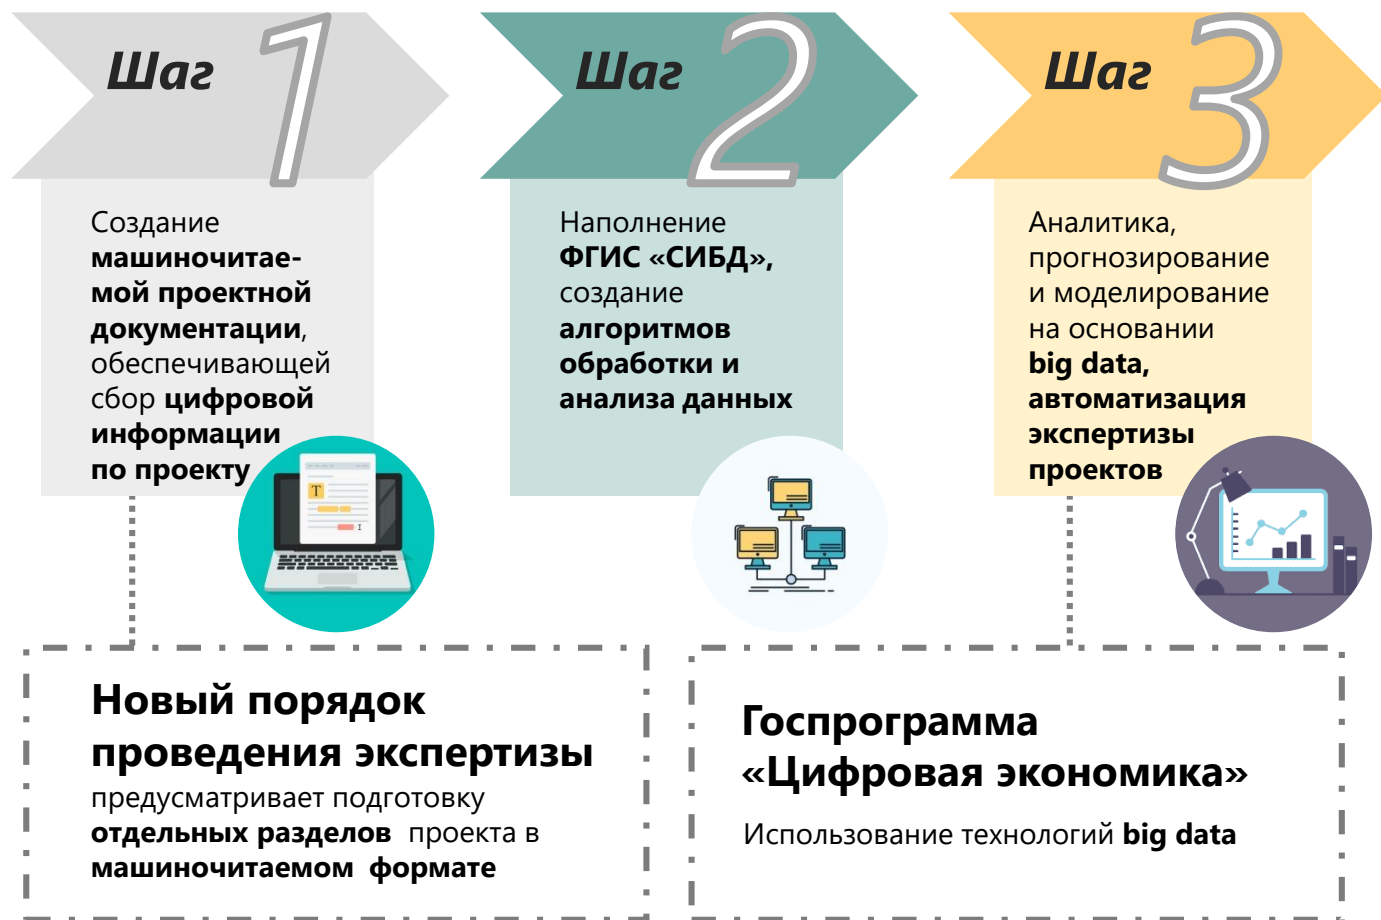 Шаг 1
Создание
машиночитае-
мой проектной
документации,
обеспечивающей
сбор цифровой
информации
по проекту
Шаг 2
Наполнение
ФГИС «СИБД»,
создание
алгоритмов
обработки и
анализа данных
Шаг 3
Аналитика,
прогнозирование
и моделирование
на основании
big data,
автоматизация
экспертизы
проектов
T
Новый порядок
проведения экспертизы
предусматривает подготовку
отдельных разделов проекта в
машиночитаемом формате
Госпрограмма
«Цифровая экономика»
Использование технологий big data